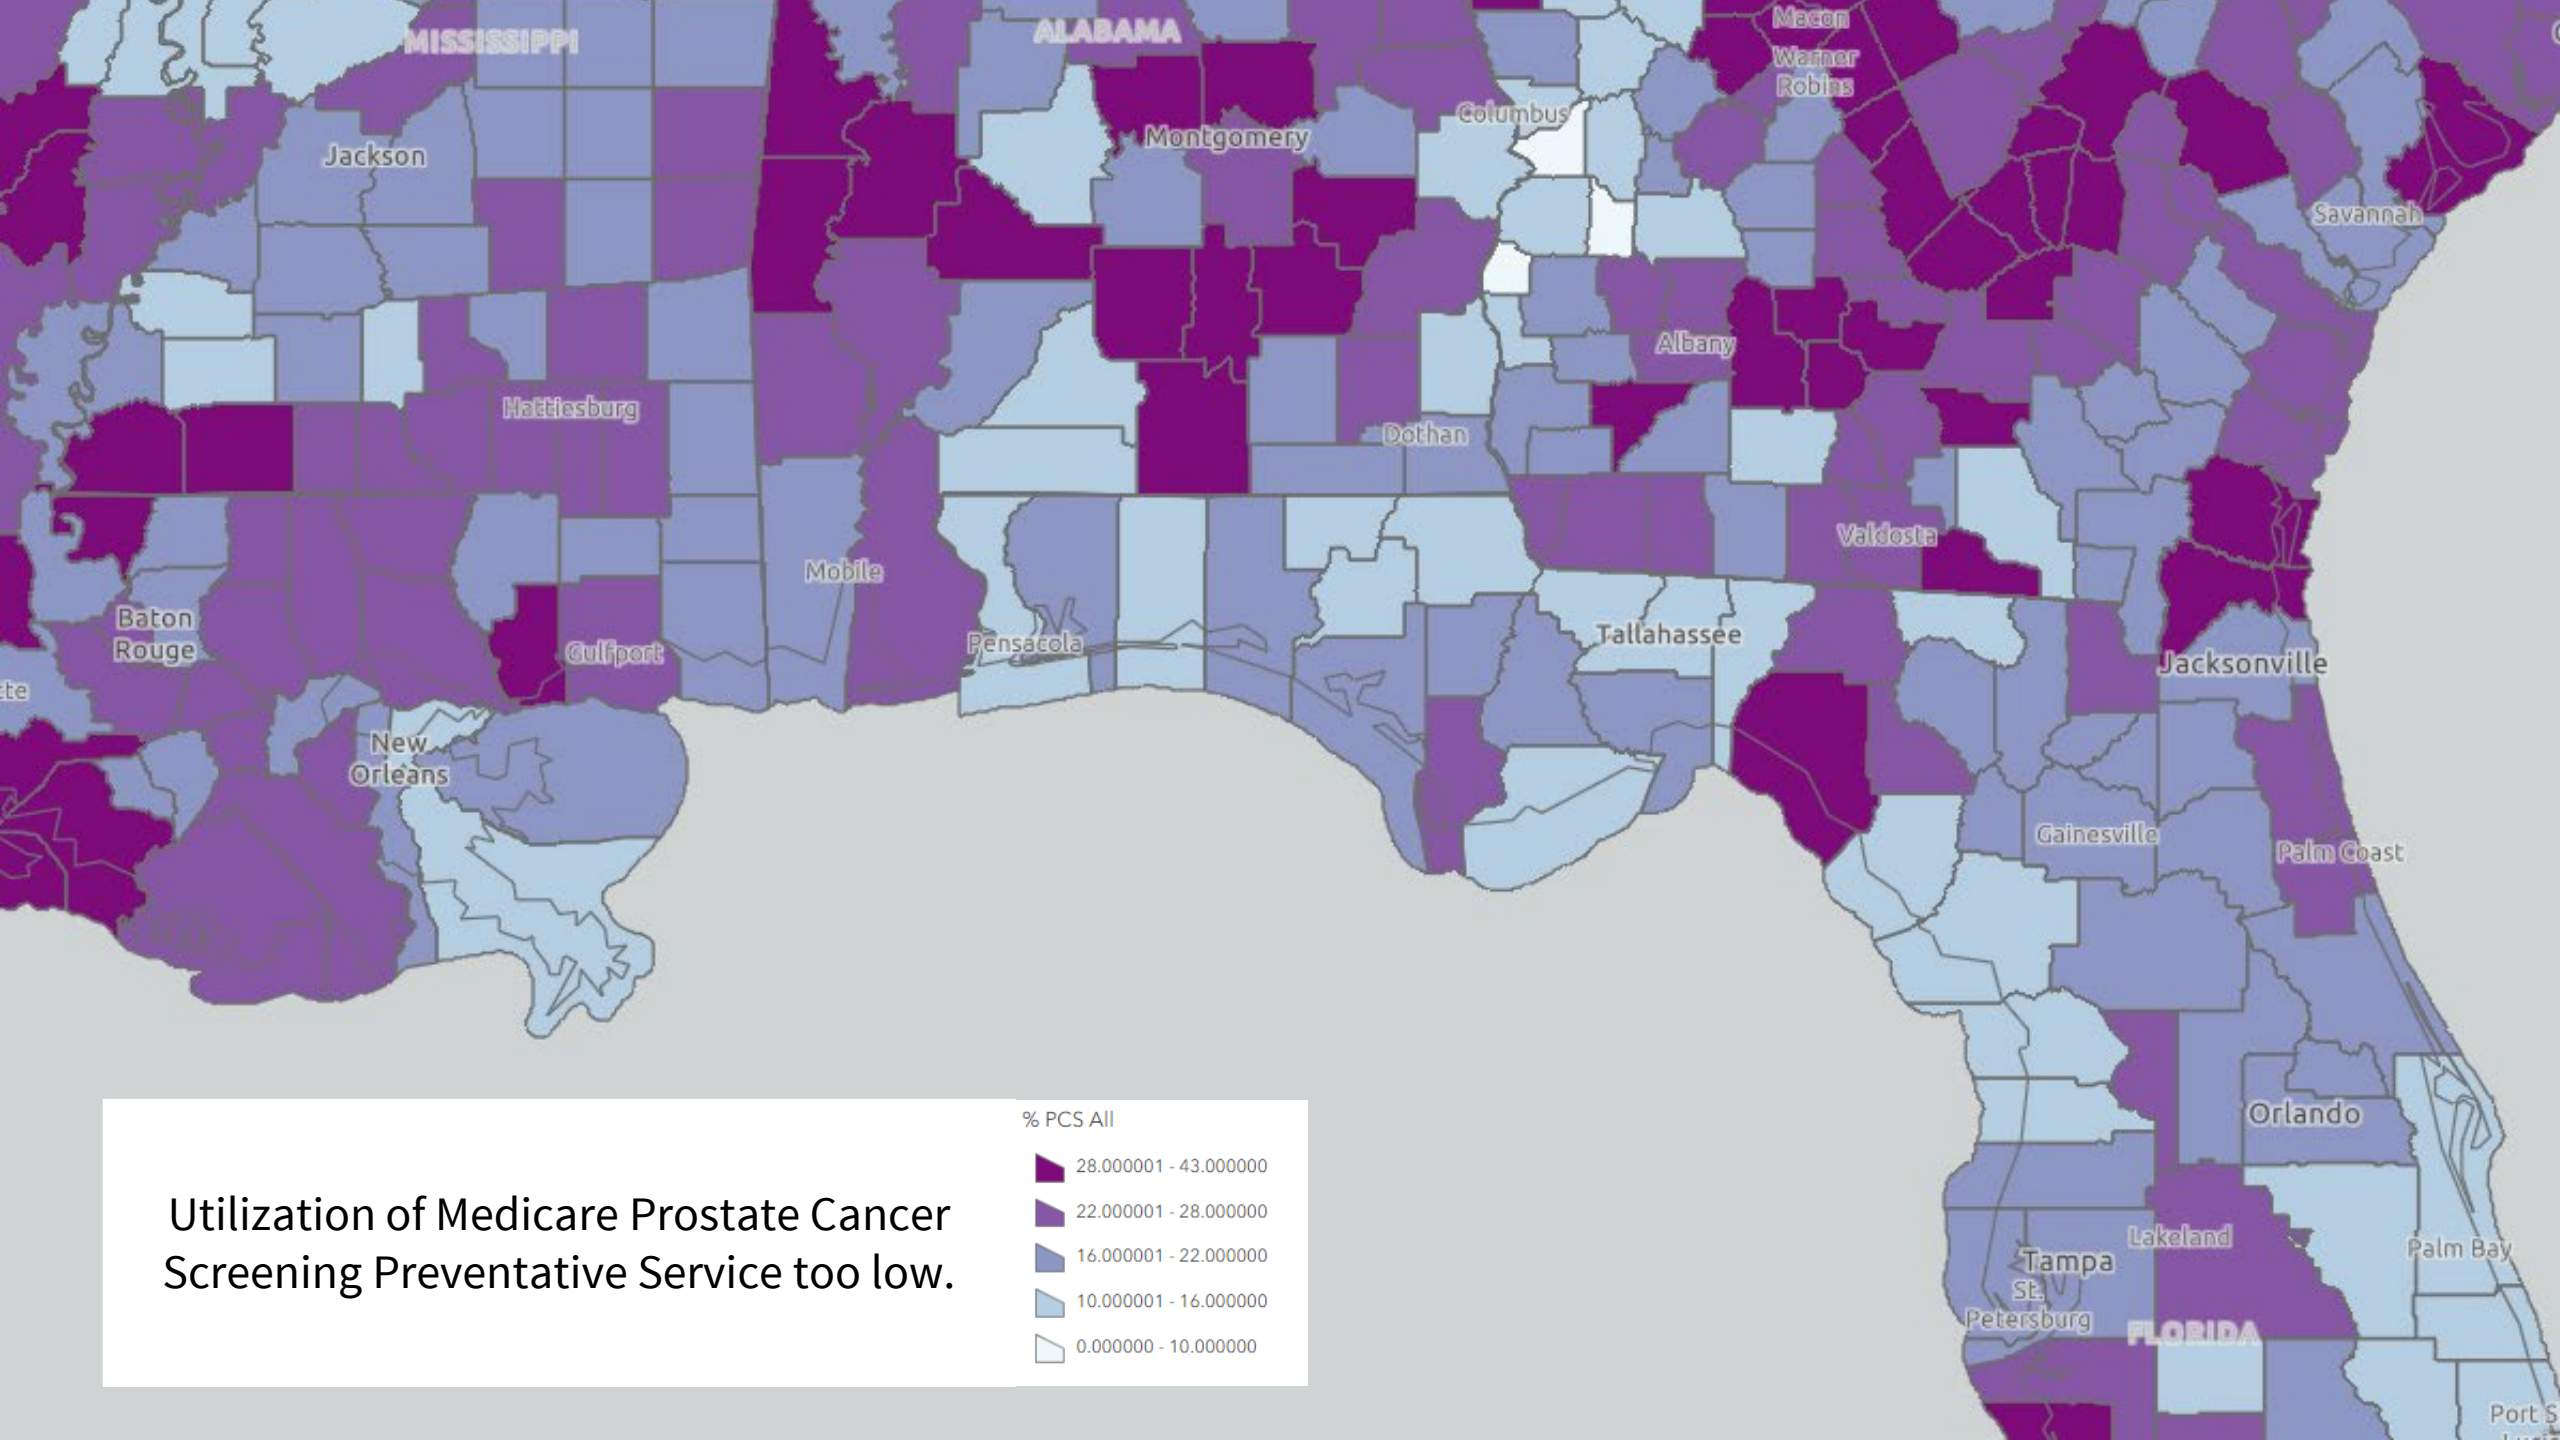 MISSISSIPPI
ALABAMA
Macon
Warner
Robins
Columbus
Montgomery
Jackson
Savannah
Albany
Hattiesburg
Dothan
Valdosta
Mobile
Baton
Rouge
Gulfport
Pensacola
Tallahassee
Jacksonville
New
Orleans
Gainesville
Palm Coast
Orlando
Lakeland
Tampa
St.
Petersburg
Palm Bay
FLORIDA
Port S
Utilization of Medicare Prostate Cancer
Screening Preventative Service too low.
% PCS All
28.000001 - 43.000000
22.000001 - 28.000000
16.000001 - 22.000000
10.000001 - 16.000000
0.000000 - 10.000000